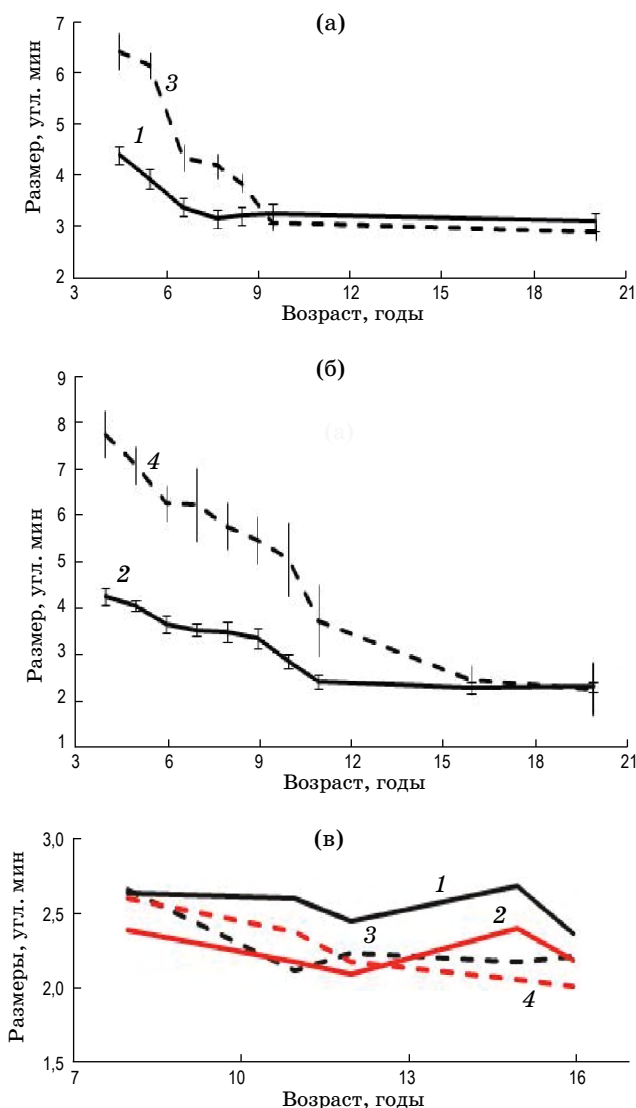 (а)
Размер, угл. мин
7
6
5
4
3
2
3
1
3 6 9 12 15 18 21
Возраст, годы
(б)
Размер, угл. мин
9
8
7
6
5
4
3
2
1
4
2
3 6 9 12 15 18 21
Возраст, годы
(в)
Размеры, угл. мин
3,0
2,5
2,0
1,5
1
2
3
4
7 10 13 16
Возраст, годы